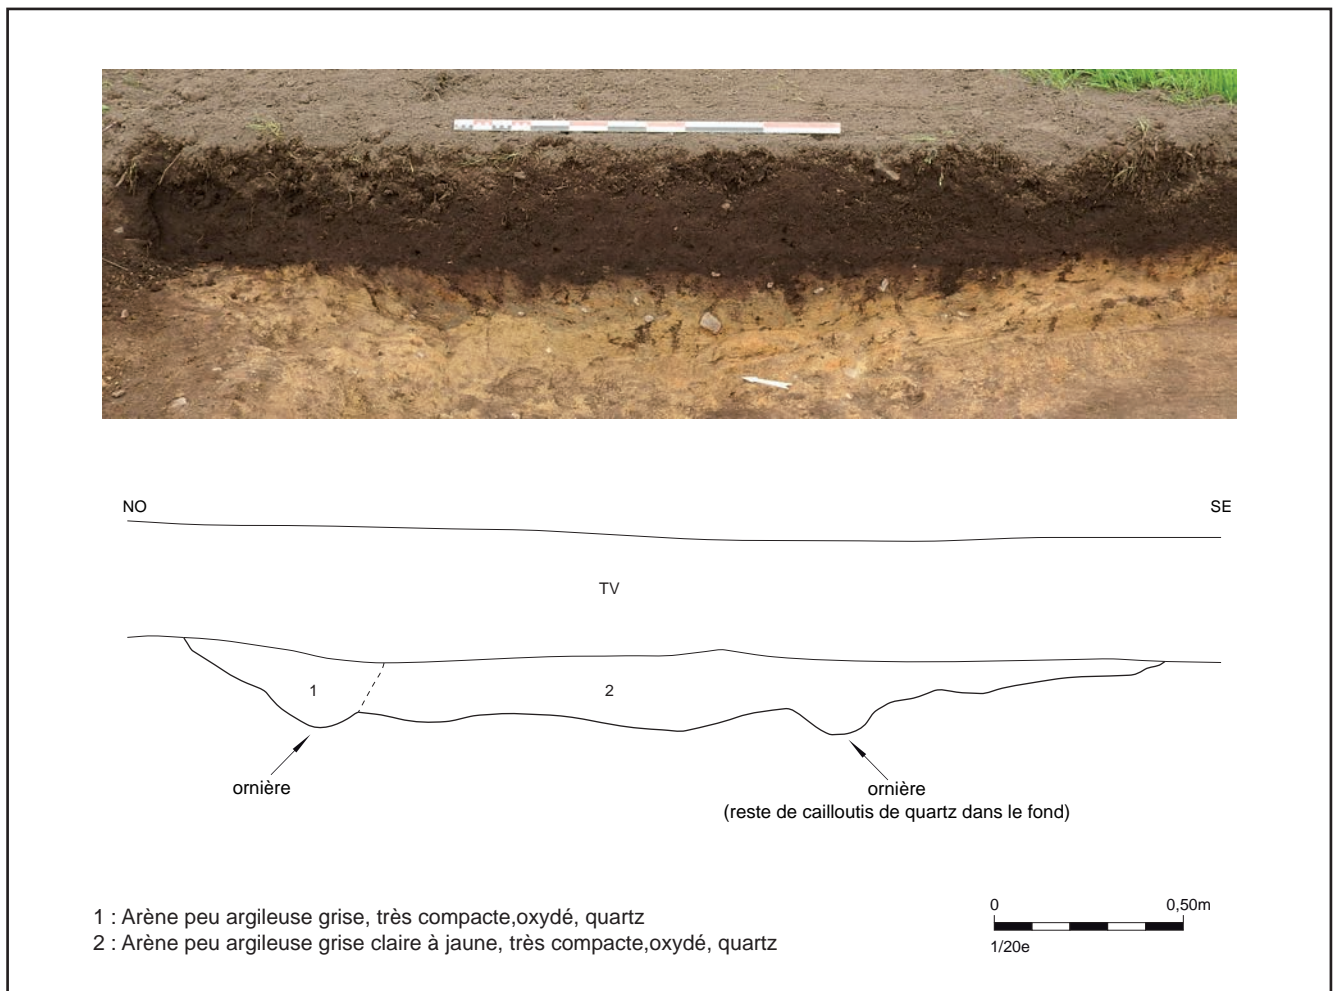 NO
SE
TV
1
2
ornière
ornière
(reste de cailloutis de quartz dans le fond)
1 : Arène peu argileuse grise, très compacte,oxydé, quartz
2 : Arène peu argileuse grise claire à jaune, très compacte,oxydé, quartz
0 0,50m
1/20e